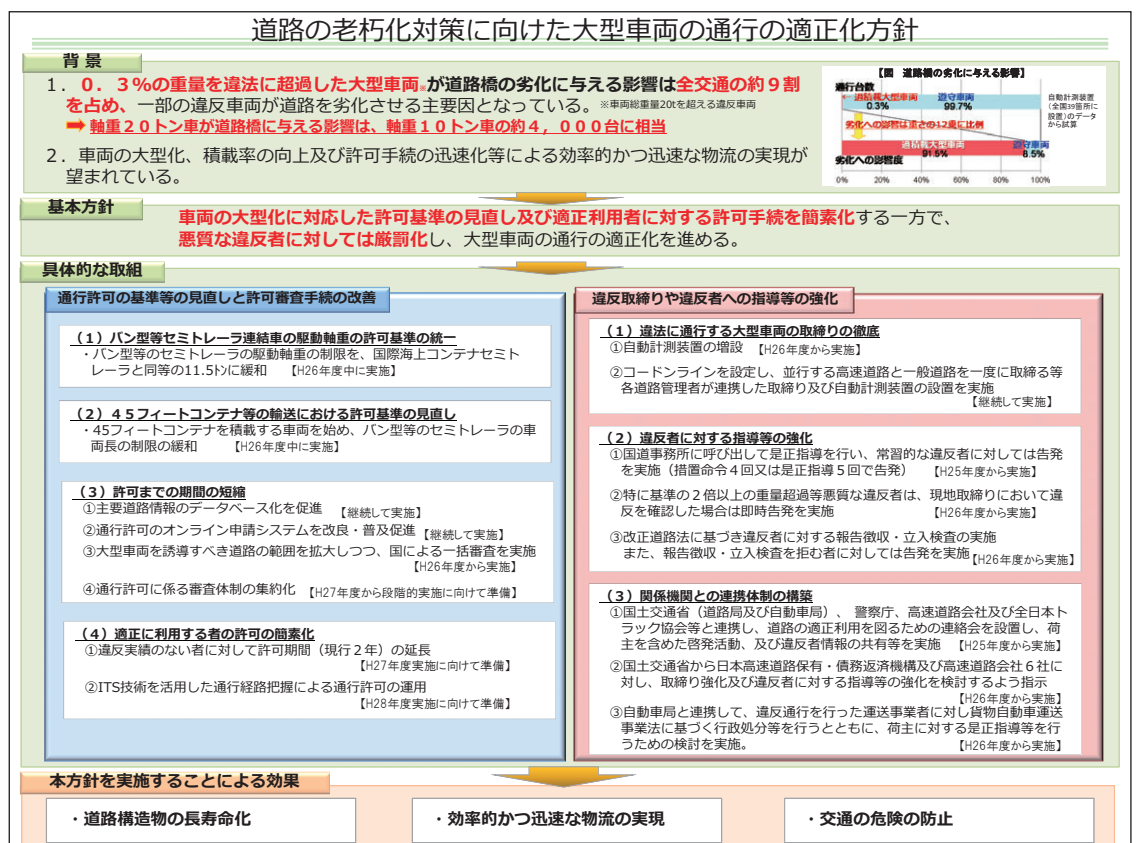 道路の老朽化対策に向けた大型車両の通行の適正化方針
背 景
1．０．３%の重量を違法に超過した大型車両※が道路橋の劣化に与える影響は全交通の約９割
を占め、一部の違反車両が道路を劣化させる主要因となっている。※車両総重量20tを超える違反車両
➡ 軸重２０トン車が道路橋に与える影響は、軸重１０トン車の約４，０００台に相当
2．車両の大型化、積載率の向上及び許可手続の迅速化等による効率的かつ迅速な物流の実現が
望まれている。
【図 道路橋の劣化に与える影響】
通行台数
過積載大型車両 遵守車両
0.3% 99.7%
劣化への影響は重さの12乗に比例
過積載大型車両 遵守車両
91.5% 8.5%
劣化への影響度
0% 20% 40% 60% 80% 100%
自動計測装置
（全国39箇所に
設置）のデータ
から試算
基本方針
車両の大型化に対応した許可基準の見直し及び適正利用者に対する許可手続を簡素化する一方で、
悪質な違反者に対しては厳罰化し、大型車両の通行の適正化を進める。
具体的な取組
通行許可の基準等の見直しと許可審査手続の改善
（１）バン型等セミトレーラ連結車の駆動軸重の許可基準の統一
・バン型等のセミトレーラの駆動軸重の制限を、国際海上コンテナセミト
レーラと同等の11.5㌧に緩和 【H26年度中に実施】
（２）４５フィートコンテナ等の輸送における許可基準の見直し
・45フィートコンテナを積載する車両を始め、バン型等のセミトレーラの車
両長の制限の緩和 【H26年度中に実施】
（３）許可までの期間の短縮
①主要道路情報のデータベース化を促進 【継続して実施】
②通行許可のオンライン申請システムを改良・普及促進 【継続して実施】
③大型車両を誘導すべき道路の範囲を拡大しつつ、国による一括審査を実施
【H26年度から実施】
④通行許可に係る審査体制の集約化 【H27年度から段階的実施に向けて準備】
（４）適正に利用する者の許可の簡素化
①違反実績のない者に対して許可期間（現行２年）の延長
【H27年度実施に向けて準備】
②ITS技術を活用した通行経路把握による通行許可の運用
【H28年度実施に向けて準備】
違反取締りや違反者への指導等の強化
（１）違法に通行する大型車両の取締りの徹底
①自動計測装置の増設 【H26年度から実施】
②コードンラインを設定し、並行する高速道路と一般道路を一度に取締る等
各道路管理者が連携した取締り及び自動計測装置の設置を実施
【継続して実施】
（２）違反者に対する指導等の強化
①国道事務所に呼び出して是正指導を行い、常習的な違反者に対しては告発
を実施（措置命令４回又は是正指導５回で告発） 【H25年度から実施】
②特に基準の２倍以上の重量超過等悪質な違反者は、現地取締りにおいて違
反を確認した場合は即時告発を実施 【H26年度から実施】
③改正道路法に基づき違反者に対する報告徴収・立入検査の実施
また、報告徴収・立入検査を拒む者に対しては告発を実施【H26年度から実施】
（３）関係機関との連携体制の構築
①国土交通省（道路局及び自動車局）、 警察庁、高速道路会社及び全日本ト
ラック協会等と連携し、道路の適正利用を図るための連絡会を設置し、荷
主を含めた啓発活動、及び違反者情報の共有等を実施 【H25年度から実施】
②国土交通省から日本高速道路保有・債務返済機構及び高速道路会社６社に
対し、取締り強化及び違反者に対する指導等の強化を検討するよう指示
【H26年度から実施】
③自動車局と連携して、違反通行を行った運送事業者に対し貨物自動車運送
事業法に基づく行政処分等を行うとともに、荷主に対する是正指導等を行
うための検討を実施。 【H26年度から実施】
本方針を実施することによる効果
・道路構造物の長寿命化
・効率的かつ迅速な物流の実現
・交通の危険の防止